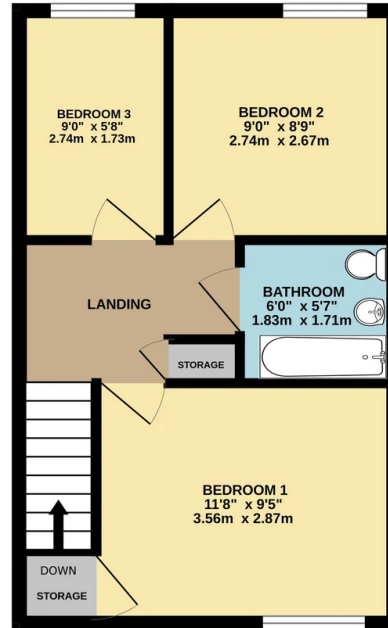 BEDROOM 3
9'0" x 5'8"
2.74m x 1.73m
BEDROOM 2
9'0" x 8'9"
2.74m x 2.67m
LANDING
BATHROOM
6'0" x 5'7"
1.83m x 1.71m
STORAGE
BEDROOM 1
11'8" x 9'5"
3.56m x 2.87m
DOWN
STORAGE